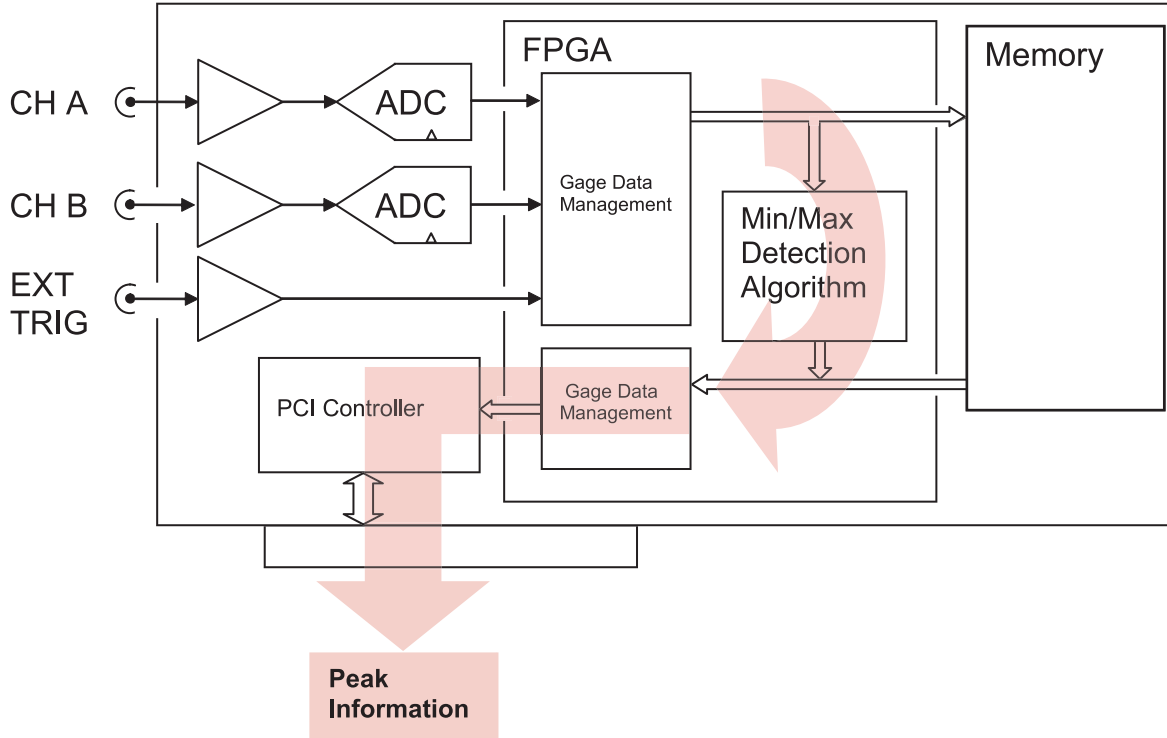 FPGA
Memory
CH A
ADC
CH B
ADC
Gage Data
Management
Min/Max
Detection
Algorithm
EXT
TRIG
PCI Controller
Gage Data
Management
Peak
Information